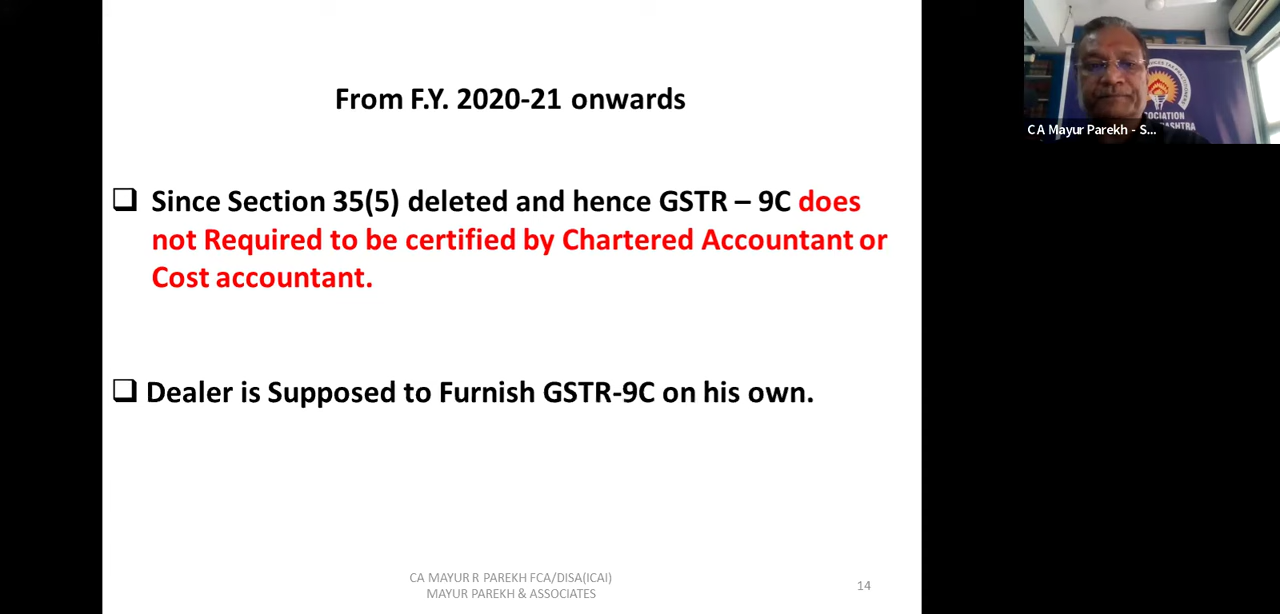 From F.Y. 2020-21 onwards
Since Section 35(5) deleted and hence GSTR – 9C does
not Required to be certified by Chartered Accountant or
Cost accountant.
Dealer is Supposed to Furnish GSTR-9C on his own.
CA MAYUR R PAREKH FCA/DISA(ICAI)
MAYUR PAREKH & ASSOCIATES
14
CA Mayur Parekh - S...